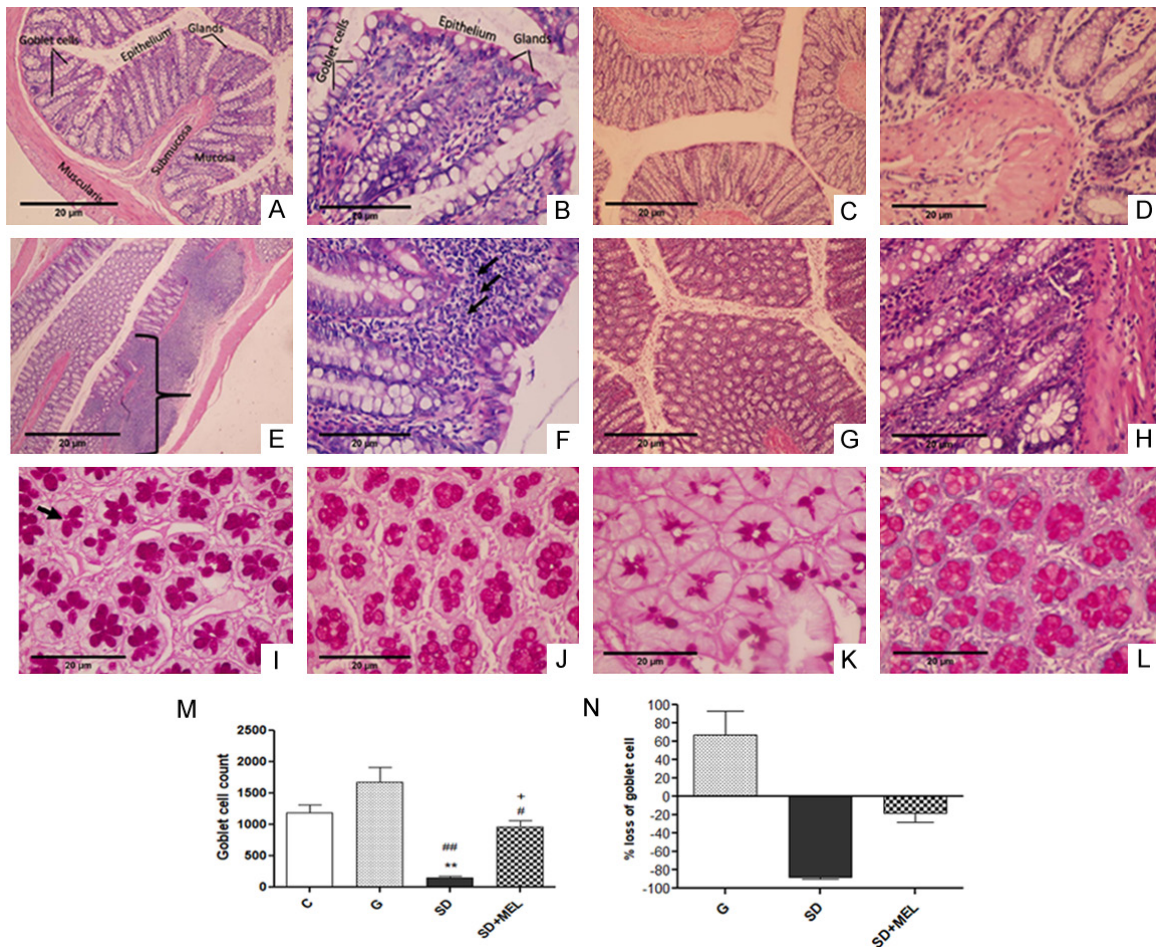 Goblet cells
Epithelium
Glands
Submucosa
Mucosa
Muscularis
20 µm
A
Goblet cells
Epithelium
Glands
20 µm
B
20 µm
C
20 µm
D
20 µm
E
20 µm
F
20 µm
G
20 µm
H
20 µm
I
20 µm
J
20 µm
K
20 µm
L
M
Goblet cell count
2500
2000
1500
1000
500
0
##
**
+
#
C
G
SD
SD+MEL
N
% loss of goblet cell
100
80
60
40
20
0
-20
-40
-60
-80
-100
G
SD
SD+MEL